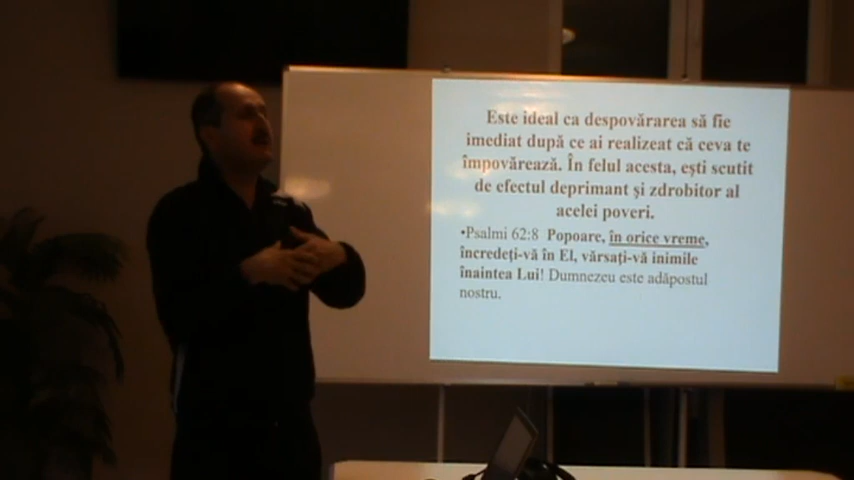 Este ideal ca despovărarea să fie
imediat după ce ai realizeat că ceva te
împovărează. În felul acesta, ești scutit
de efectul deprimant și zdrobitor al
acelei poveri.
•Psalmi 62:8 Popoare, în orice vreme,
încredeți-vă în El, vărsați-vă inimile
înaintea Lui! Dumnezeu este adăpostul
nostru.